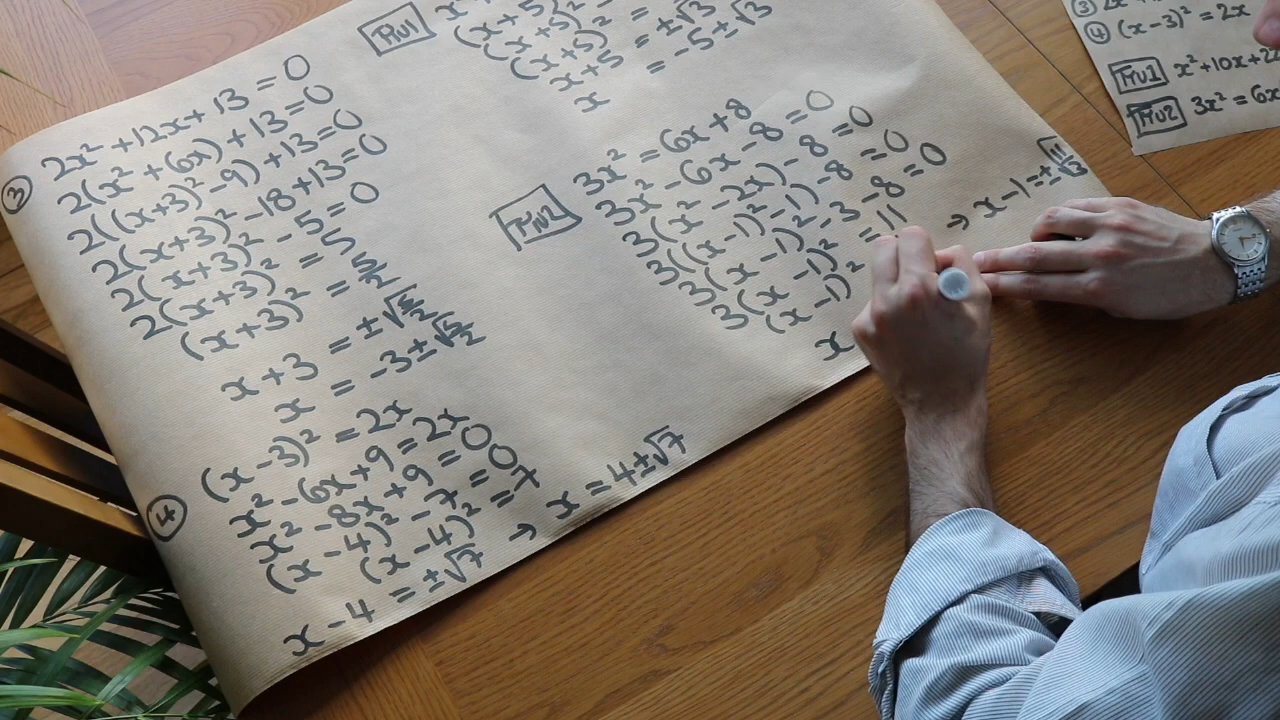 ③ 2x² + 12x + 13 = 0
2(x² + 6x) + 13 = 0
2((x+3)² - 9) + 13 = 0
2(x+3)² - 18 + 13 = 0
2(x+3)² - 5 = 0
2(x+3)² = 5
(x+3)² = 5/2
x + 3 = ±√5/2
x = -3 ± √5/2
④ (x - 3)² = 2x
x² - 6x + 9 = 2x
x² - 8x + 9 = 0
(x - 4)² - 7 = 0
(x - 4)² = 7
x - 4 = ±√7 → x = 4 ± √7
TRY1
(x+5)²
(x+5)²
(x+5)² =
x+5 = ±√3
x = -5 ± √3
TRY2 3x² = 6x + 8
3x² - 6x - 8 = 0
3(x² - 2x) - 8 = 0
3((x - 1)² - 1) - 8 = 0
3(x - 1)² - 3 - 8 = 0
3(x - 1)² = 11
(x - 1)²
x
→ x - 1 = ±√11/√3
③ 2x²
④ (x-3)² = 2x
TRY1 x² + 10x + 22
TRY2 3x² = 6x